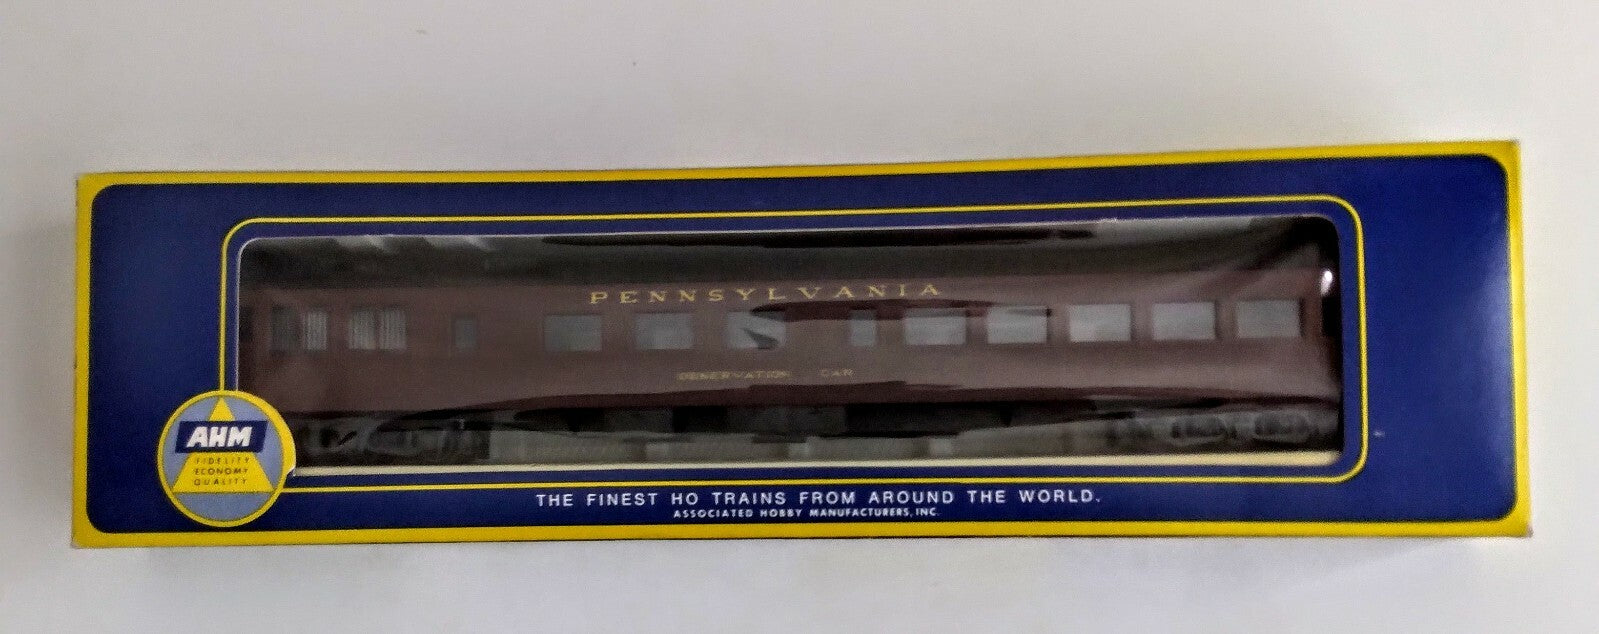 PENNSYLVANIA
OBSERVATION CAR
AHM
FIDELITY
ECONOMY
QUALITY
THE FINEST HO TRAINS FROM AROUND THE WORLD.
ASSOCIATED HOBBY MANUFACTURERS, INC.